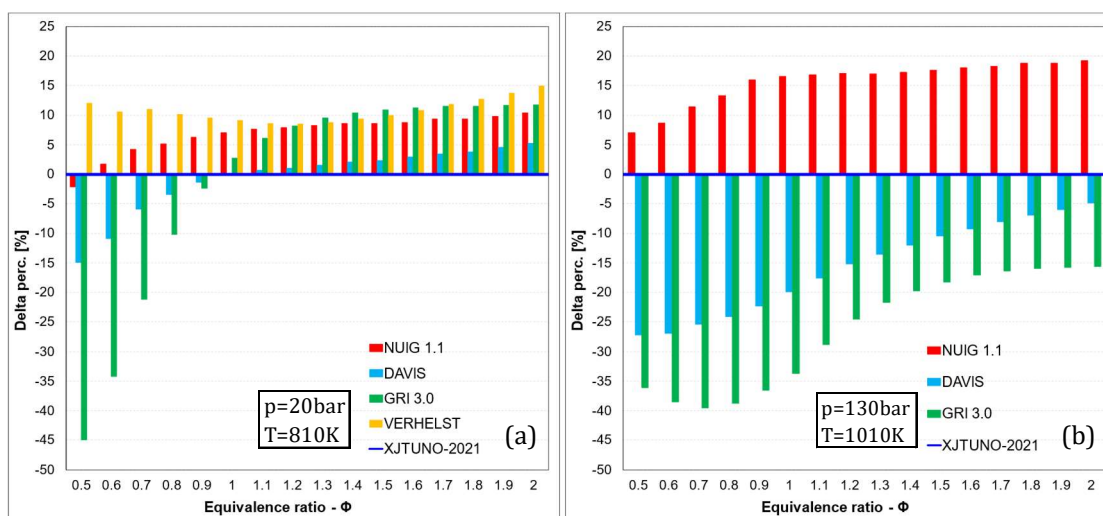 25
20
15
10
5
0
-5
-10
-15
-20
-25
-30
-35
-40
-45
-50
Delta perc. [%]
0.5 0.6 0.7 0.8 0.9 1 1.1 1.2 1.3 1.4 1.5 1.6 1.7 1.8 1.9 2
Equivalence ratio - Φ
NUIG 1.1
DAVIS
GRI 3.0
VERHELST
XJTUNO-2021
p=20bar
T=810K
(a)
25
20
15
10
5
0
-5
-10
-15
-20
-25
-30
-35
-40
-45
-50
Delta perc. [%]
0.5 0.6 0.7 0.8 0.9 1 1.1 1.2 1.3 1.4 1.5 1.6 1.7 1.8 1.9 2
Equivalence ratio - Φ
NUIG 1.1
DAVIS
GRI 3.0
XJTUNO-2021
p=130bar
T=1010K
(b)